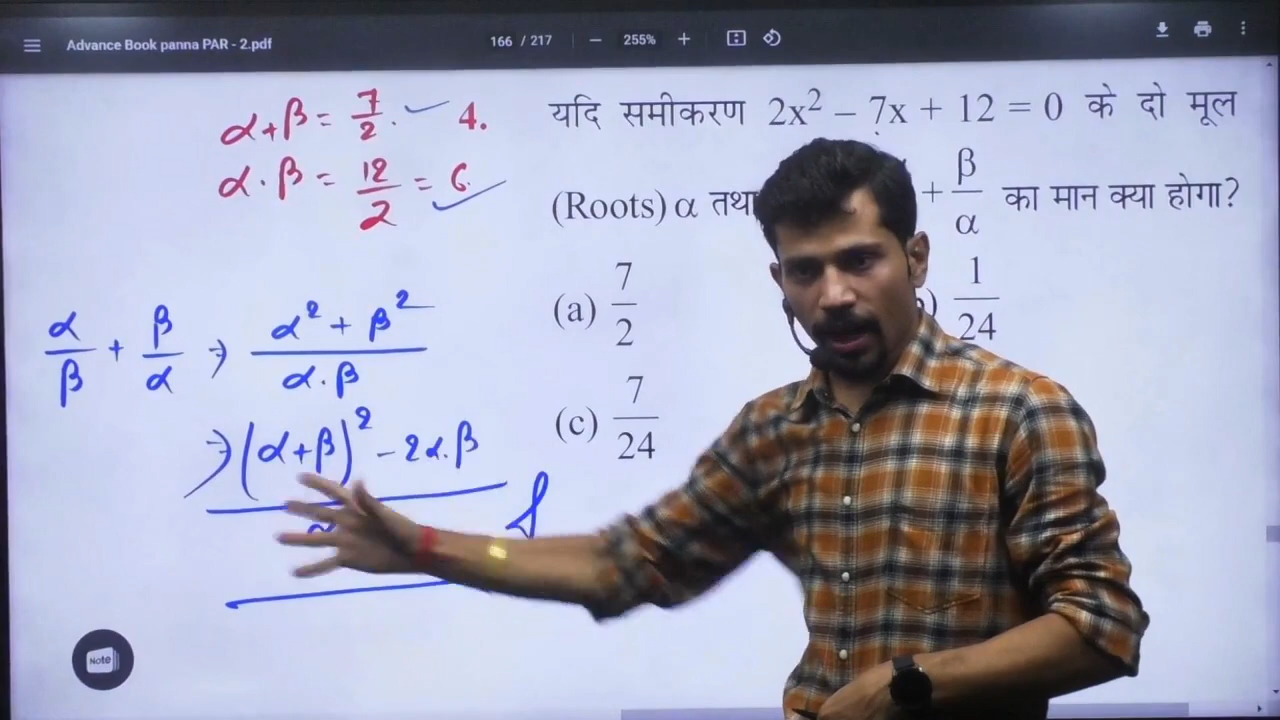 Advance Book panna PAR - 2.pdf 166 / 217 − 255% +
α+β = 7/2.
α.β = 12/2 = 6
4. यदि समीकरण 2x² – 7x + 12 = 0 के दो मूल
(Roots) α तथा + β/α का मान क्या होगा?
(a) 7/2
1/24
(c) 7/24
α/β + β/α ⇒ α² + β² / α.β
⇒ (α+β)² - 2α.β
Note